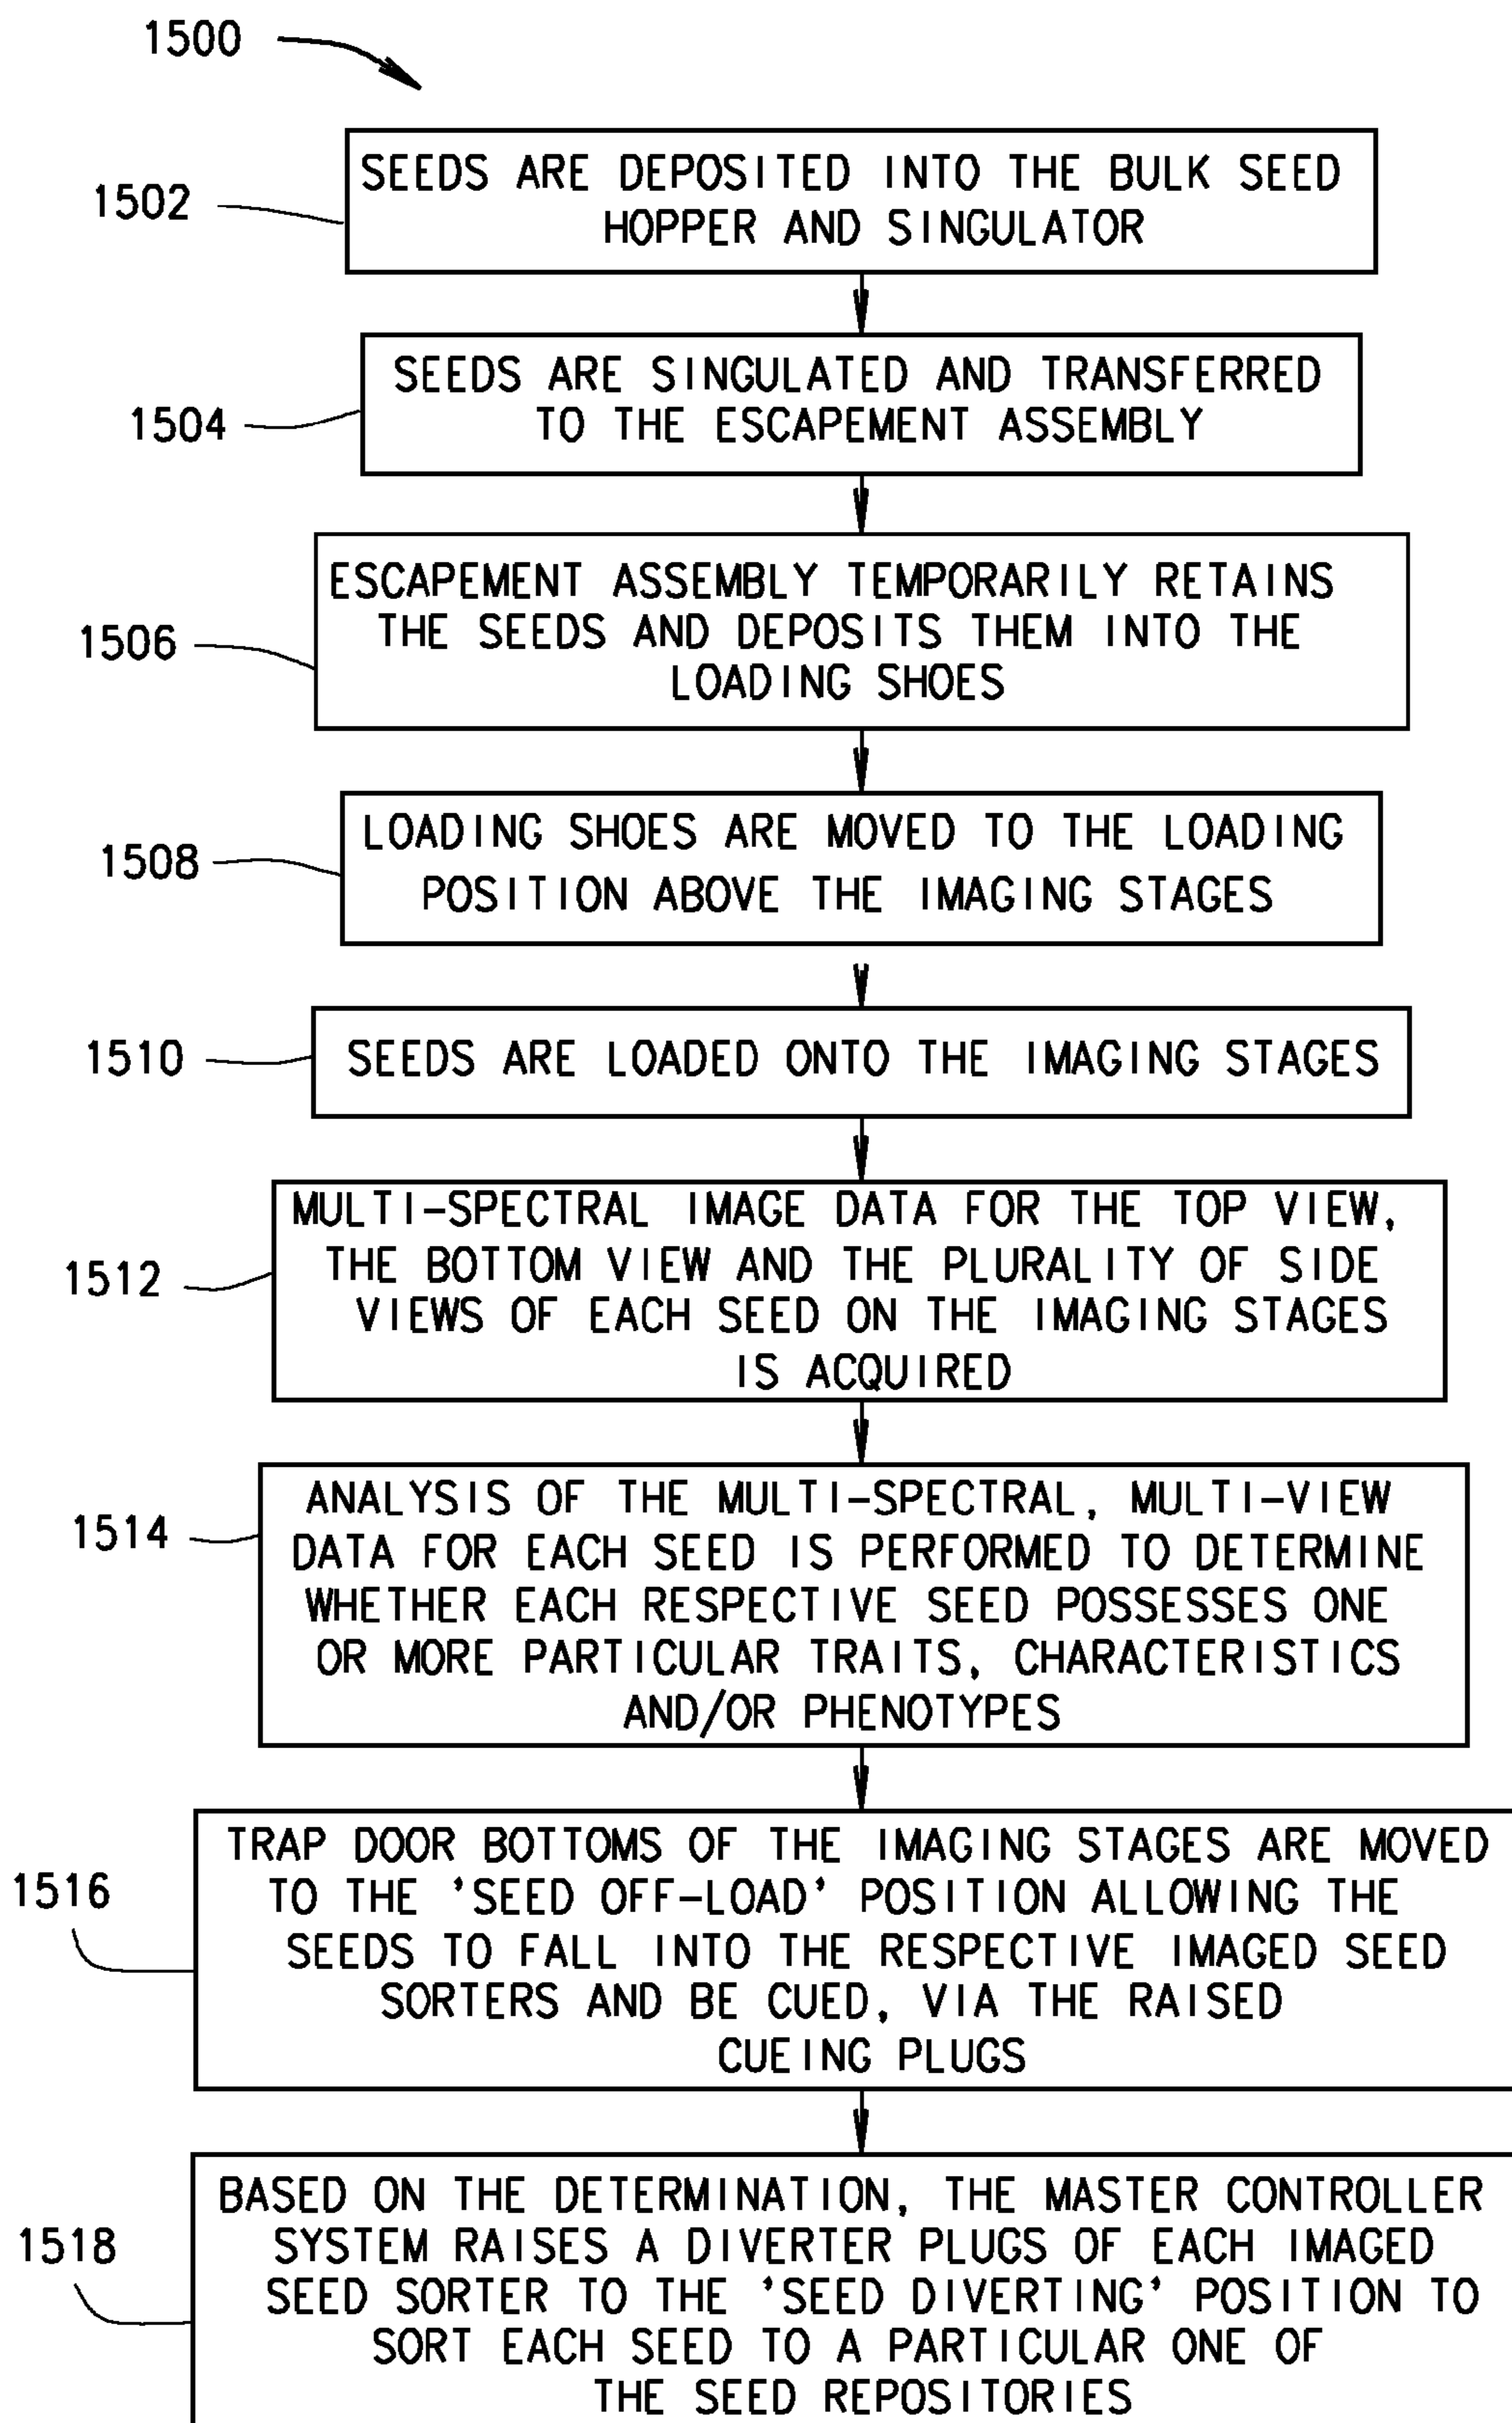 1500
1502
SEEDS ARE DEPOSITED INTO THE BULK SEED
HOPPER AND SINGULATOR
1504
SEEDS ARE SINGULATED AND TRANSFERRED
TO THE ESCAPEMENT ASSEMBLY
1506
ESCAPEMENT ASSEMBLY TEMPORARILY RETAINS
THE SEEDS AND DEPOSITS THEM INTO THE
LOADING SHOES
1508
LOADING SHOES ARE MOVED TO THE LOADING
POSITION ABOVE THE IMAGING STAGES
1510
SEEDS ARE LOADED ONTO THE IMAGING STAGES
1512
MULTI-SPECTRAL IMAGE DATA FOR THE TOP VIEW,
THE BOTTOM VIEW AND THE PLURALITY OF SIDE
VIEWS OF EACH SEED ON THE IMAGING STAGES
IS ACQUIRED
1514
ANALYSIS OF THE MULTI-SPECTRAL, MULTI-VIEW
DATA FOR EACH SEED IS PERFORMED TO DETERMINE
WHETHER EACH RESPECTIVE SEED POSSESSES ONE
OR MORE PARTICULAR TRAITS, CHARACTERISTICS
AND/OR PHENOTYPES
1516
TRAP DOOR BOTTOMS OF THE IMAGING STAGES ARE MOVED
TO THE 'SEED OFF-LOAD' POSITION ALLOWING THE
SEEDS TO FALL INTO THE RESPECTIVE IMAGED SEED
SORTERS AND BE CUED, VIA THE RAISED
CUEING PLUGS
1518
BASED ON THE DETERMINATION, THE MASTER CONTROLLER
SYSTEM RAISES A DIVERTER PLUGS OF EACH IMAGED
SEED SORTER TO THE 'SEED DIVERTING' POSITION TO
SORT EACH SEED TO A PARTICULAR ONE OF
THE SEED REPOSITORIES